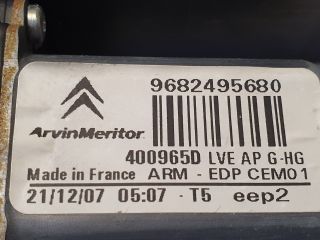 9682495680
ArvinMeritor
400965D LVE AP G-HG
Made in France ARM - EDP CEM01
21/12/07 05:07 - T5 eep2